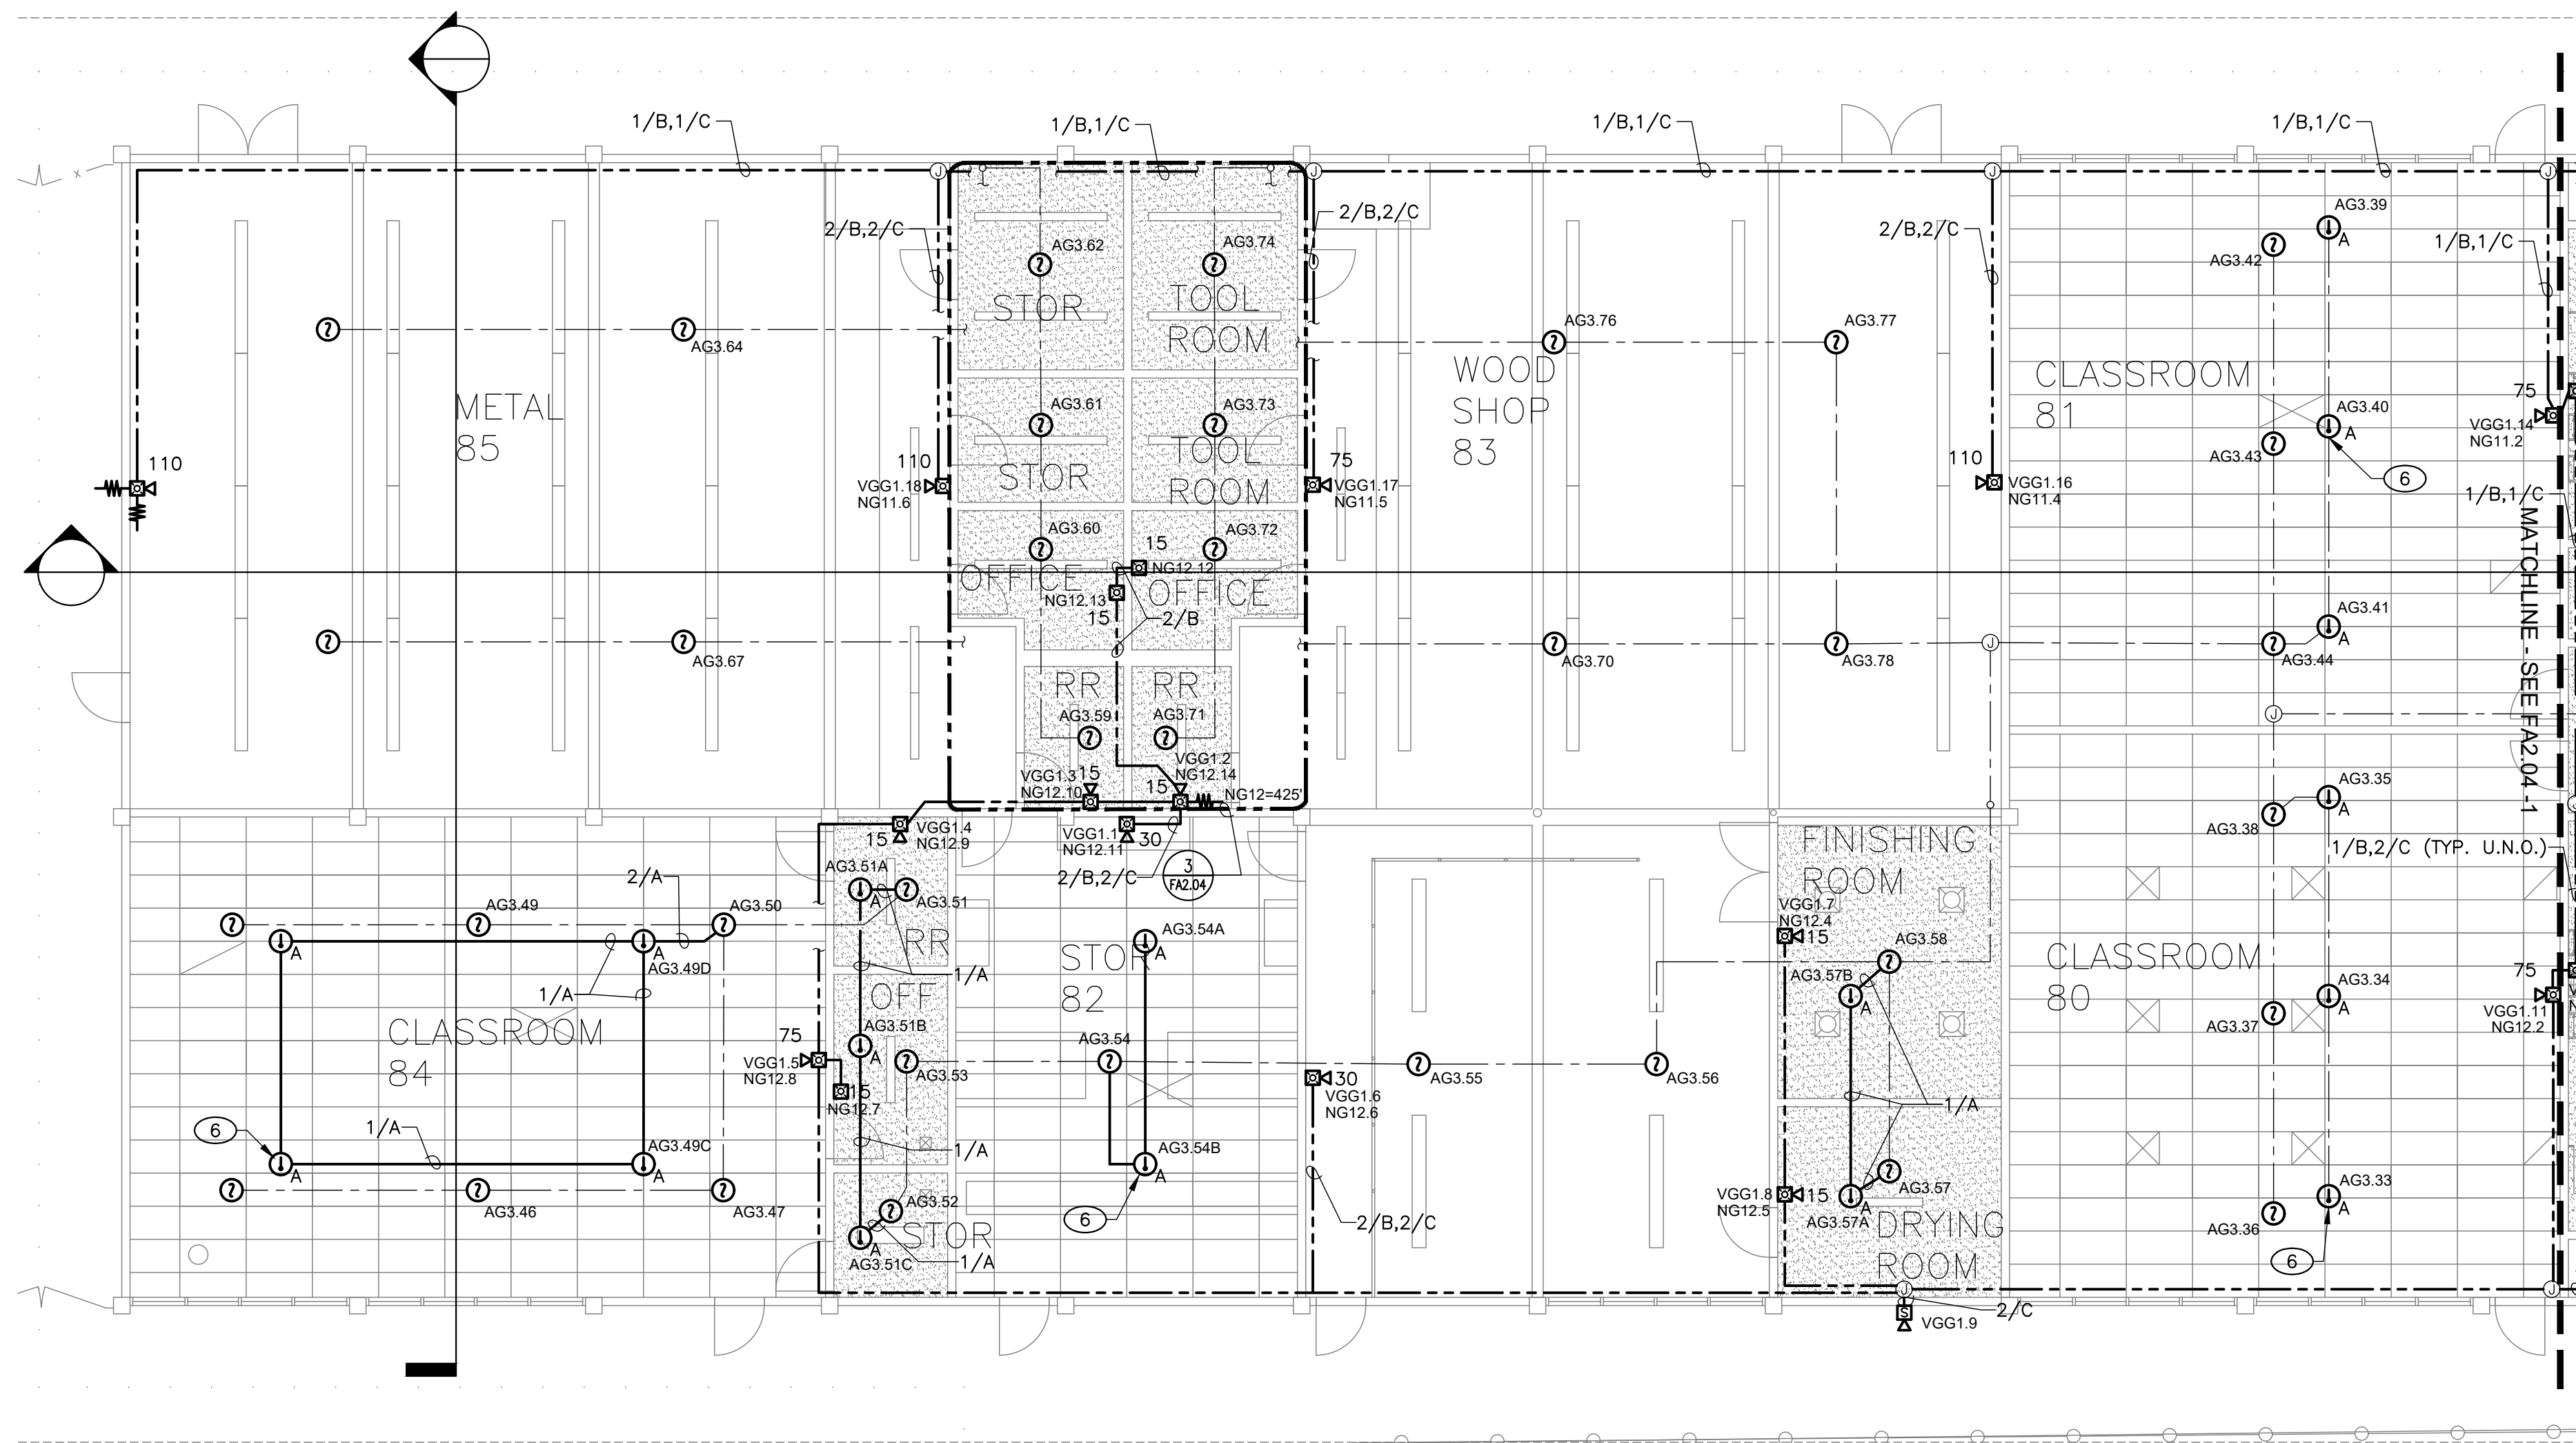 1/B,1/C
1/B,1/C
1/B,1/C
1/B,1/C
2/B,2/C
2/B,2/C
2/B,2/C
1/B,1/C
AG3.62
AG3.74
AG3.39
AG3.42
STOR
TOOL
ROOM
AG3.64
AG3.76
AG3.77
METAL
85
WOOD
SHOP
83
CLASSROOM
81
AG3.61
AG3.73
AG3.40
A
A
AG3.43
STOR
TOOL
ROOM
75
VGG1.14
NG11.2
110
110
VGG1.18
NG11.6
75
VGG1.17
NG11.5
110
VGG1.16
NG11.4
6
1/B,1/C
MATCHLINE - SEE FA2.04 -1
AG3.60
AG3.72
15
NG12.12
OFFICE
OFFICE
NG12.13
15
2/B
AG3.67
AG3.70
AG3.78
AG3.41
A
AG3.44
J
J
J
J
J
J
RR
RR
AG3.59
AG3.71
VGG1.3
NG12.10
15
VGG1.2
NG12.14
15
NG12=425'
15
VGG1.4
NG12.9
VGG1.1
NG12.11
30
2/B,2/C
3
FA2.04
AG3.35
A
AG3.38
1/B,2/C (TYP. U.N.O.)
FINISHING
ROOM
2/A
AG3.51A
A
AG3.51
AG3.49
AG3.50
A
A
AG3.49D
RR
1/A
1/A
CLASSROOM
84
OFF
STOR
82
AG3.54A
A
VGG1.7
NG12.4
15
AG3.58
AG3.57B
A
CLASSROOM
80
AG3.34
A
AG3.37
75
VGG1.11
NG12.2
75
VGG1.5
NG12.8
15
NG12.7
AG3.51B
A
AG3.53
AG3.54
30
VGG1.6
NG12.6
AG3.55
AG3.56
1/A
6
1/A
AG3.49C
A
A
1/A
AG3.54B
A
6
AG3.46
AG3.47
AG3.52
STOR
A
AG3.51C
1/A
2/B,2/C
VGG1.8
NG12.5
15
AG3.57
A
AG3.57A
DRYING
ROOM
AG3.33
A
AG3.36
6
J
J
2/C
S
VGG1.9